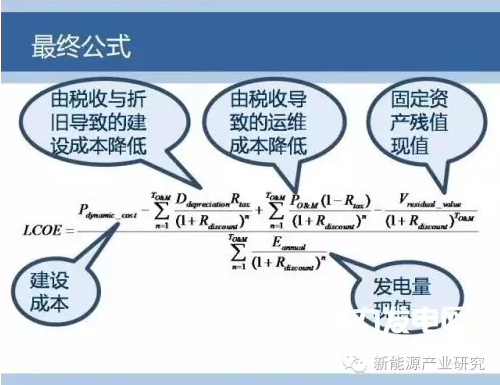 最终公式
由税收与折
旧导致的建
设成本降低
由税收导
致的运维
成本降低
固定资
产残值
现值
LCOE = \frac{P_{dynamic\_cost} - \sum_{n=1}^{T_{O\&M}} \frac{D_{depreciation} R_{tax}}{(1+R_{discount})^n} + \sum_{n=1}^{T_{O\&M}} \frac{P_{O\&M}(1-R_{tax})}{(1+R_{discount})^n} - \frac{V_{residual\_value}}{(1+R_{discount})^{T_{O\&M}}}}{\sum_{n=1}^{T_{O\&M}} \frac{E_{annual}}{(1+R_{discount})^n}}
建设
成本
发电量
现值
发电网
新能源产业研究